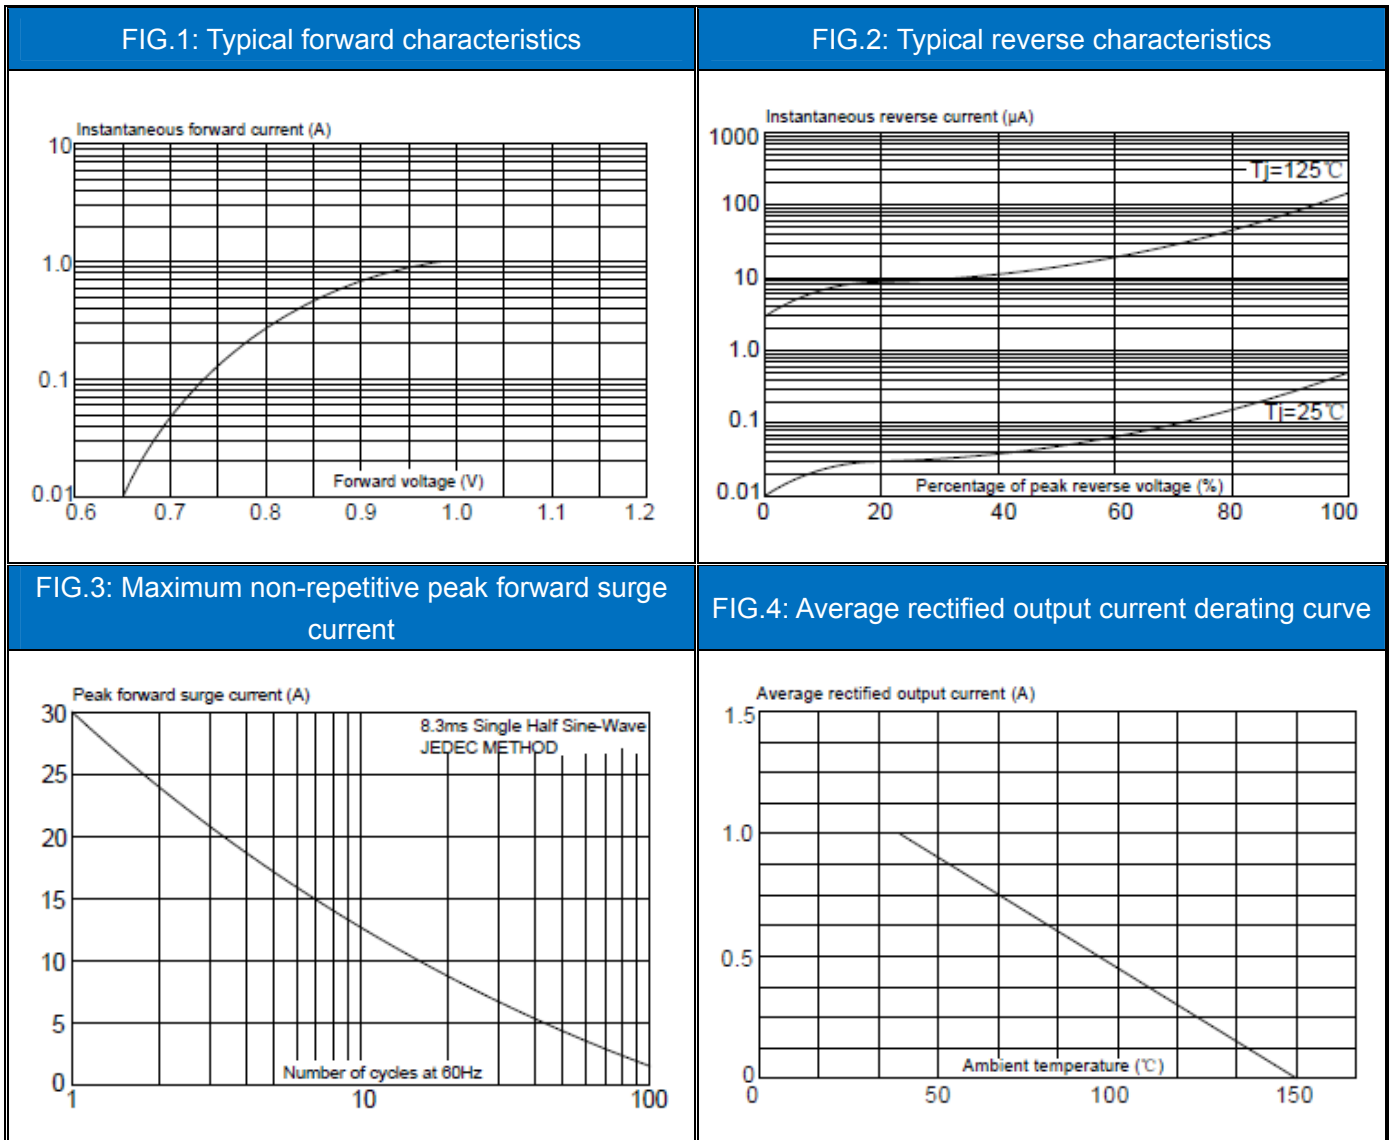 FIG.1: Typical forward characteristics
FIG.2: Typical reverse characteristics
Instantaneous forward current (A)
10
1.0
0.1
0.01
Forward voltage (V)
0.6 0.7 0.8 0.9 1.0 1.1 1.2
Instantaneous reverse current (μA)
1000
Tj=125℃
100
10
1.0
0.1
Tj=25℃
0.01
Percentage of peak reverse voltage (%)
0 20 40 60 80 100
FIG.3: Maximum non-repetitive peak forward surge
current
FIG.4: Average rectified output current derating curve
Peak forward surge current (A)
30
8.3ms Single Half Sine-Wave
JEDEC METHOD
25
20
15
10
5
0
Number of cycles at 60Hz
1 10 100
Average rectified output current (A)
1.5
1.0
0.5
0
Ambient temperature (℃)
0 50 100 150